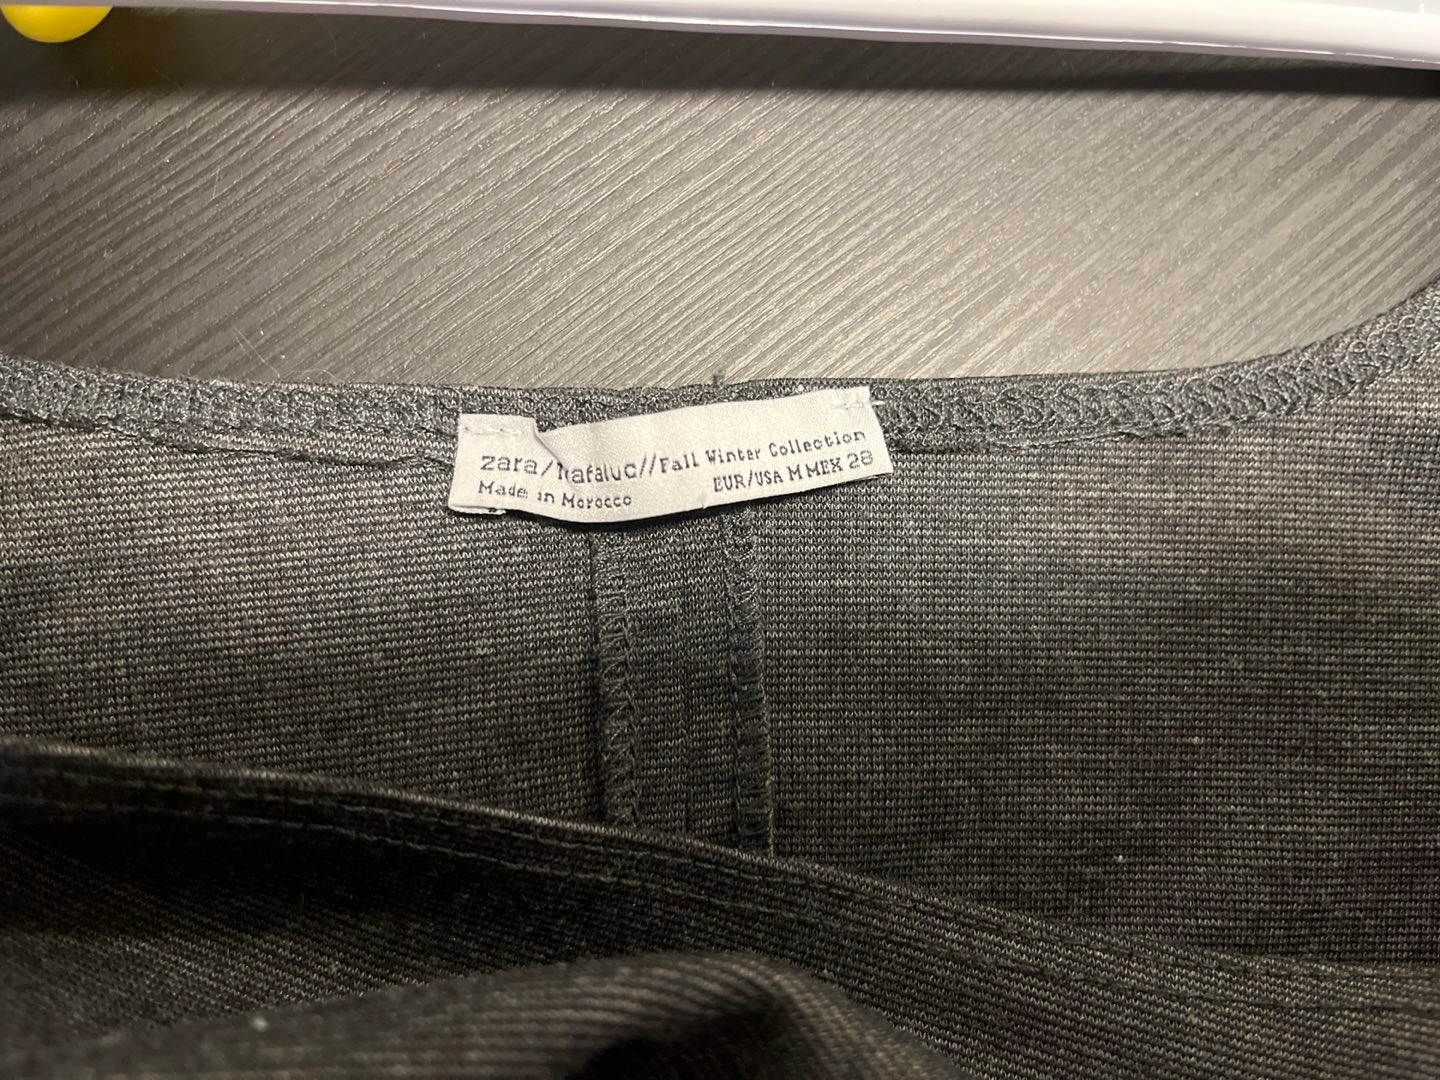 zara/trafaluc//Fall Winter Collection
Made in Morocco EUR/USA M MEX 28